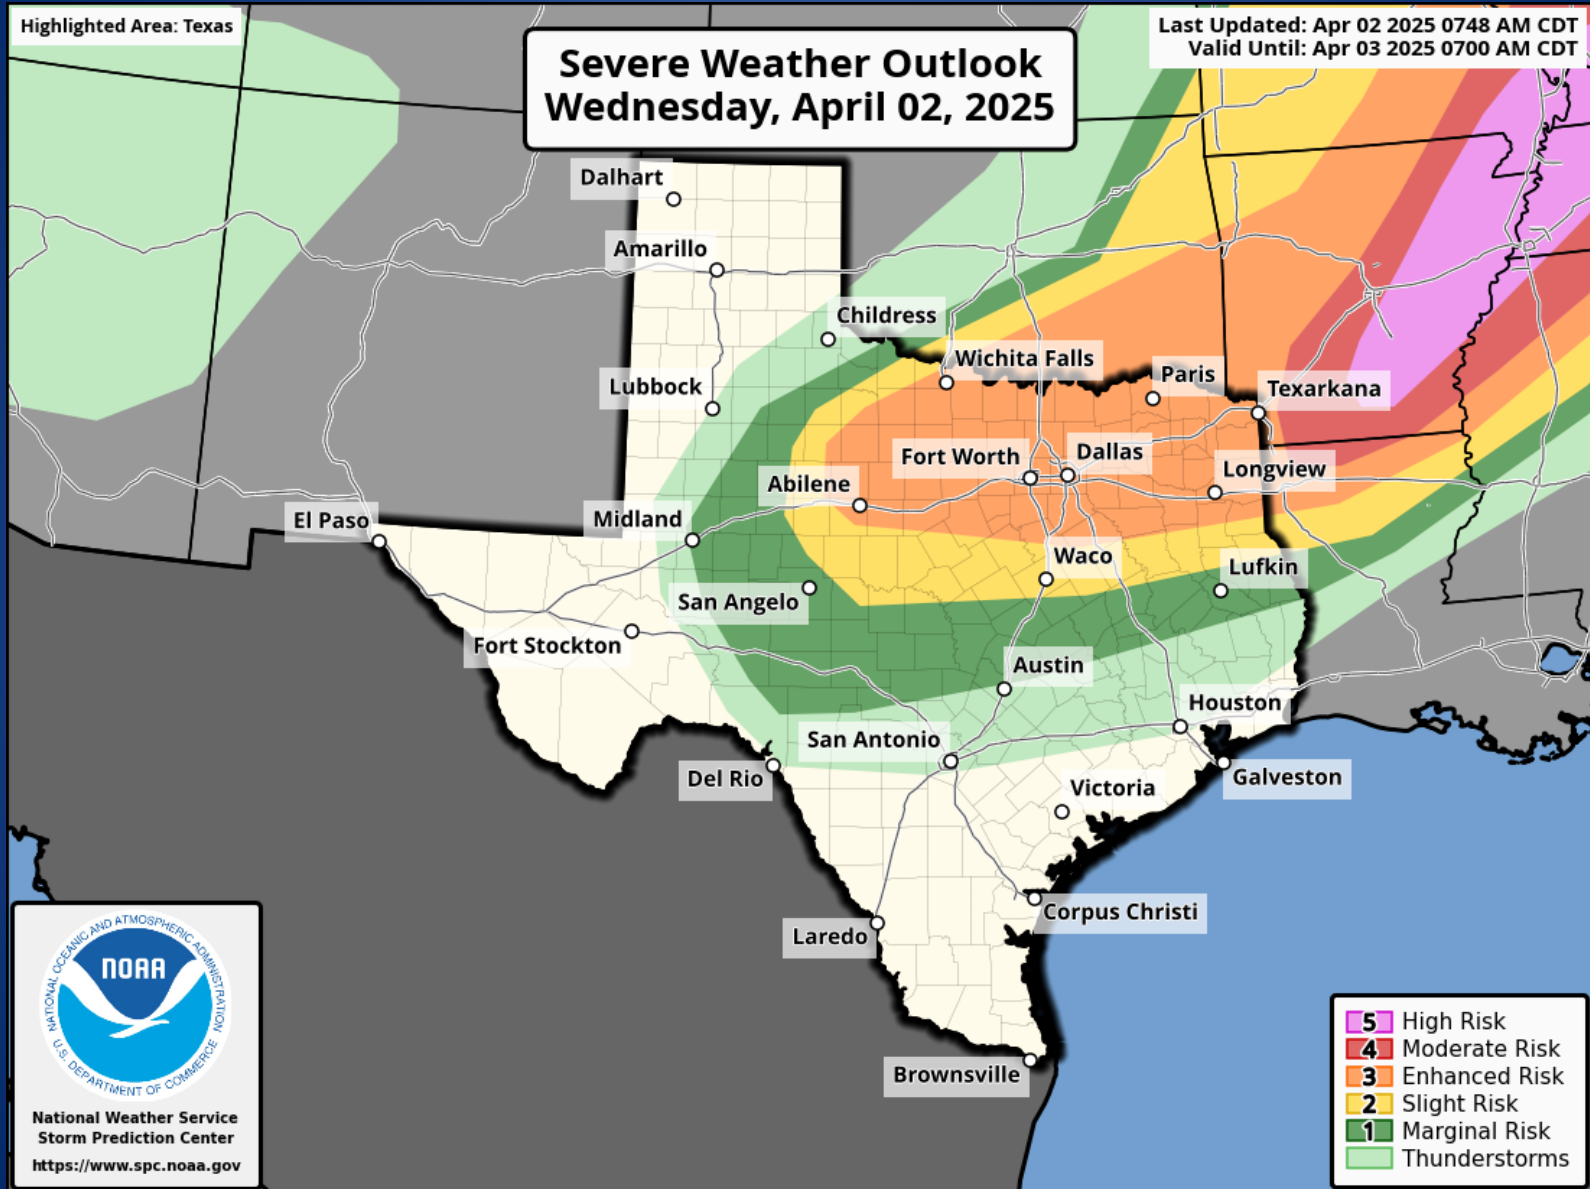 Highlighted Area: Texas
Severe Weather Outlook
Wednesday, April 02, 2025
Last Updated: Apr 02 2025 0748 AM CDT
Valid Until: Apr 03 2025 0700 AM CDT
Dalhart
Amarillo
Childress
Wichita Falls
Paris
Texarkana
Lubbock
Fort Worth
Dallas
Longview
Abilene
El Paso
Midland
Waco
Lufkin
San Angelo
Fort Stockton
Austin
Houston
San Antonio
Del Rio
Galveston
Victoria
Corpus Christi
Laredo
Brownsville
NATIONAL OCEANIC AND ATMOSPHERIC ADMINISTRATION
NOAA
U.S. DEPARTMENT OF COMMERCE
National Weather Service
Storm Prediction Center
https://www.spc.noaa.gov
5 High Risk
4 Moderate Risk
3 Enhanced Risk
2 Slight Risk
1 Marginal Risk
Thunderstorms